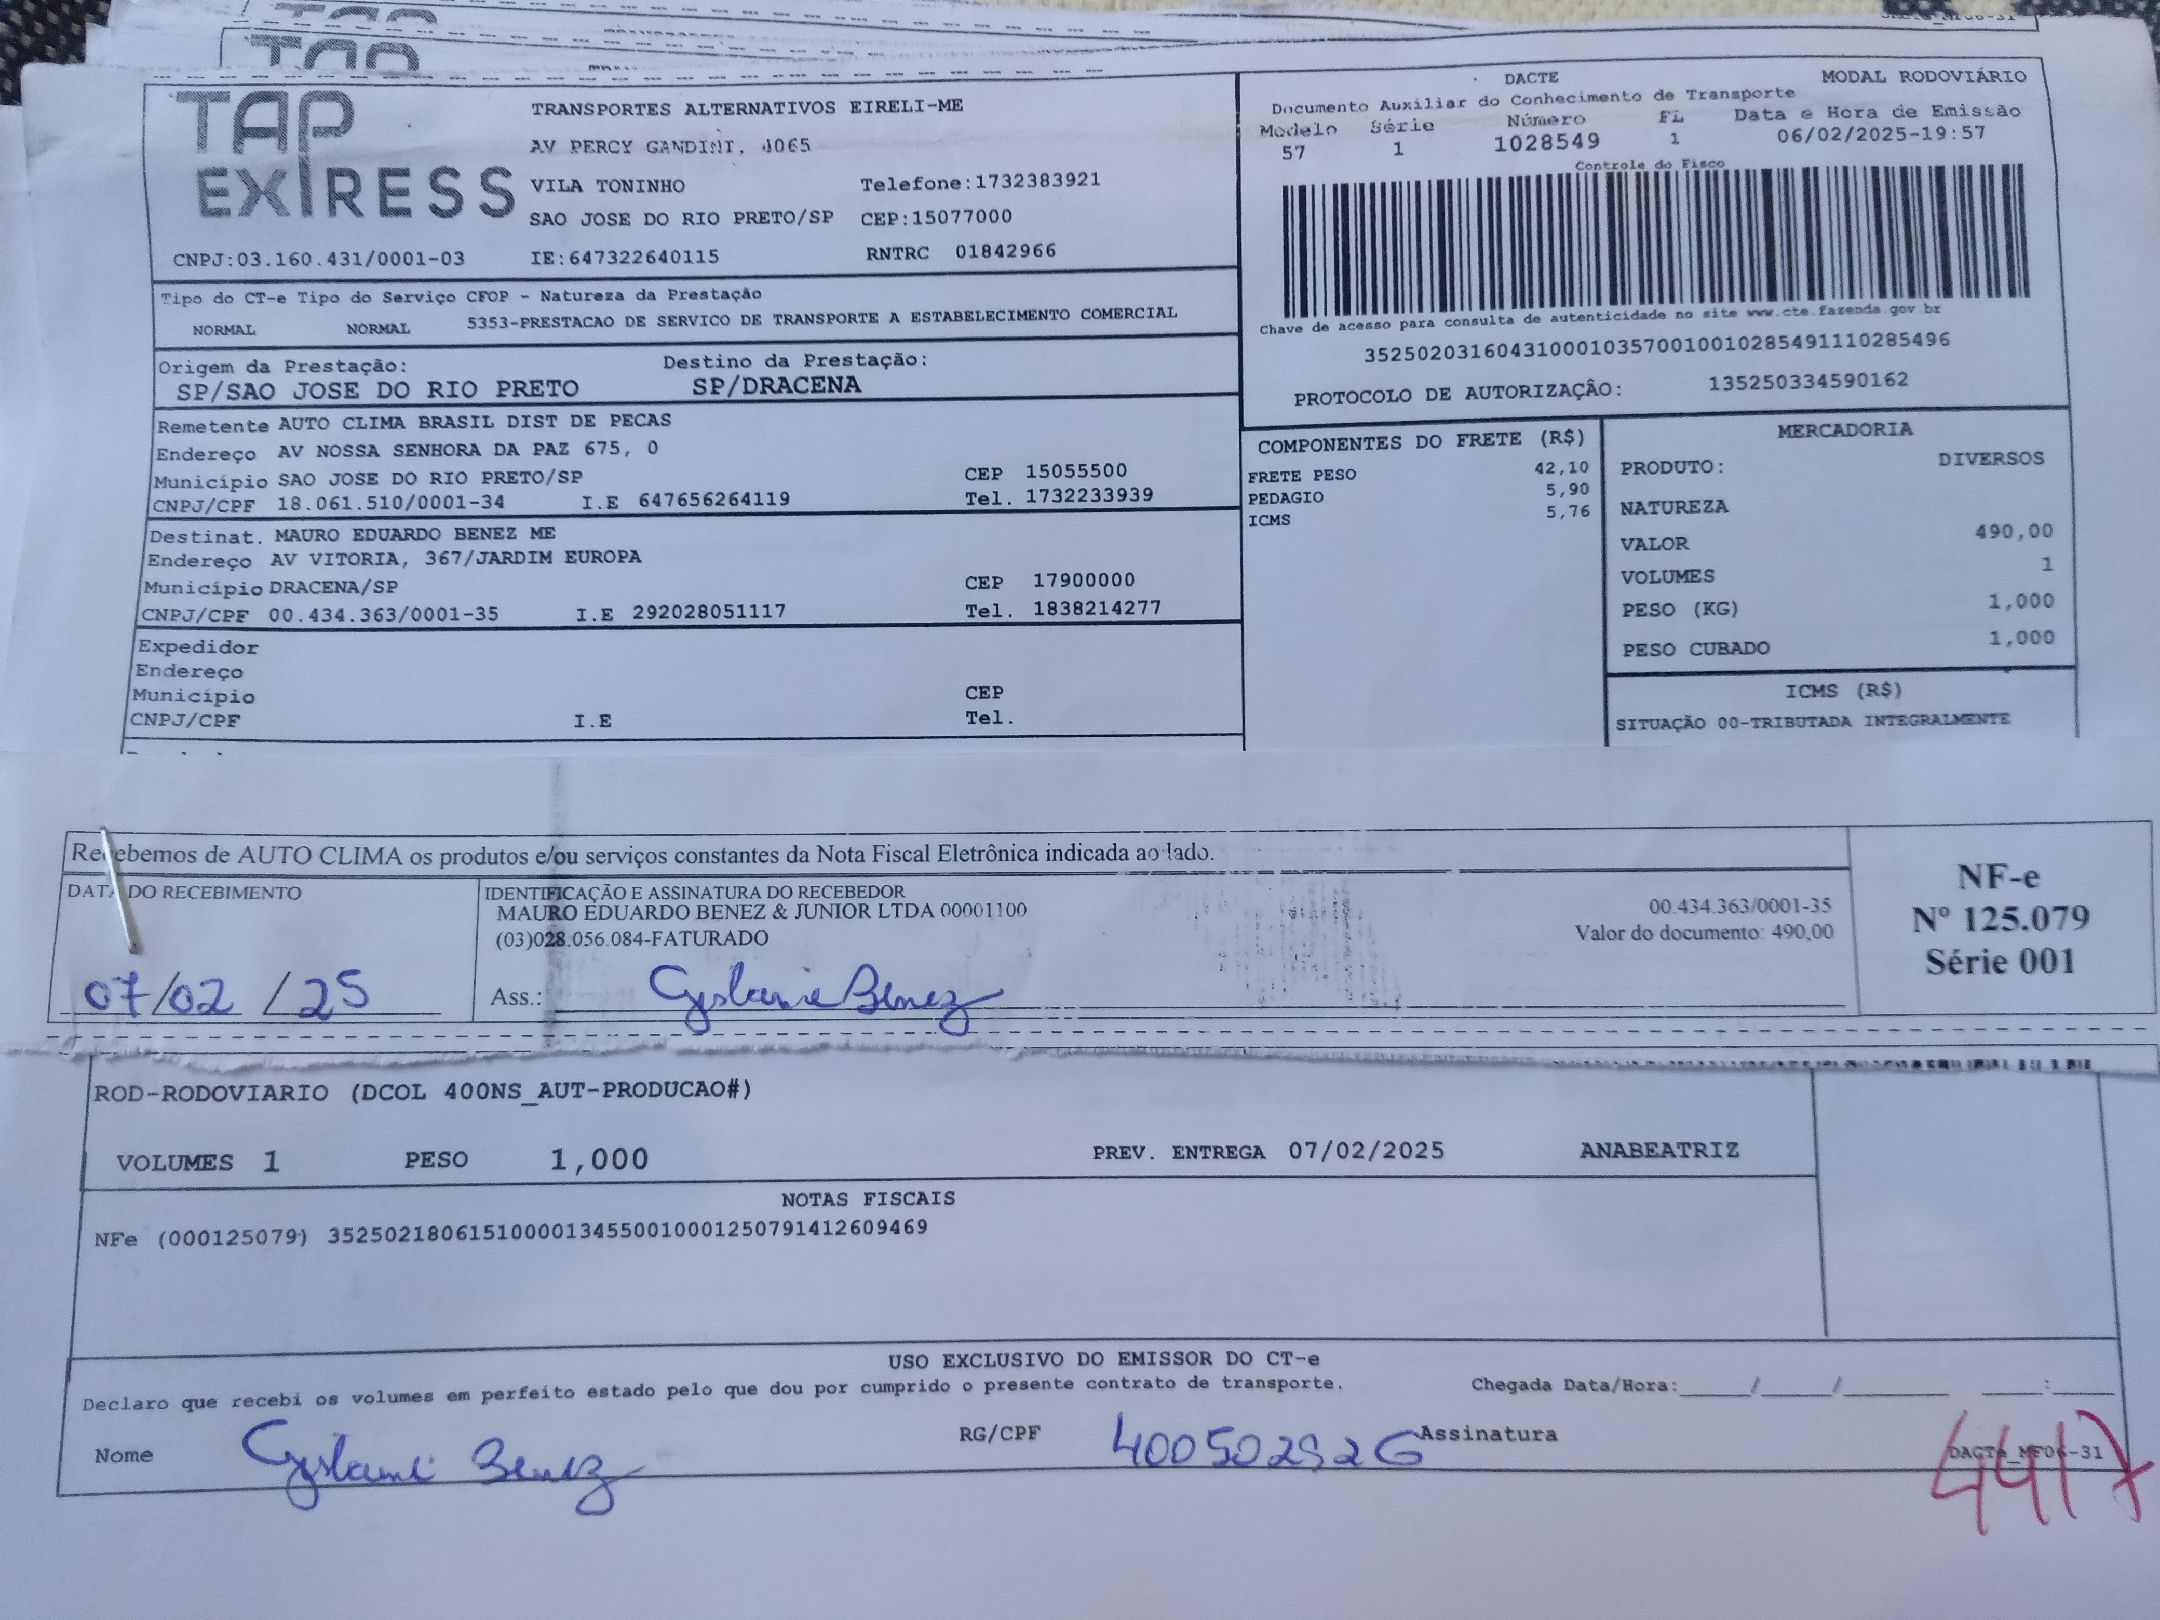 TAP EXPRESS
TRANSPORTES ALTERNATIVOS EIRELI-ME
AV PERCY GANDINI, 4065
VILA TONINHO Telefone:1732383921
SAO JOSE DO RIO PRETO/SP CEP:15077000
CNPJ:03.160.431/0001-03 IE:647322640115 RNTRC 01842966
DACTE MODAL RODOVIÁRIO
Documento Auxiliar do Conhecimento de Transporte
Modelo Série Número FL Data e Hora de Emissão
57 1 1028549 1 06/02/2025-19:57
Controle do Fisco
Chave de acesso para consulta de autenticidade no site www.cte.fazenda.gov.br
35250203160431000103570010010285491110285496
PROTOCOLO DE AUTORIZAÇÃO: 135250334590162
Tipo do CT-e Tipo do Serviço CFOP - Natureza da Prestação
NORMAL NORMAL 5353-PRESTACAO DE SERVICO DE TRANSPORTE A ESTABELECIMENTO COMERCIAL
Origem da Prestação: Destino da Prestação:
SP/SAO JOSE DO RIO PRETO SP/DRACENA
Remetente AUTO CLIMA BRASIL DIST DE PECAS
Endereço AV NOSSA SENHORA DA PAZ 675, 0
Município SAO JOSE DO RIO PRETO/SP CEP 15055500
CNPJ/CPF 18.061.510/0001-34 I.E 647656264119 Tel. 1732233939
Destinat. MAURO EDUARDO BENEZ ME
Endereço AV VITORIA, 367/JARDIM EUROPA
Município DRACENA/SP CEP 17900000
CNPJ/CPF 00.434.363/0001-35 I.E 292028051117 Tel. 1838214277
Expedidor
Endereço
Município CEP
CNPJ/CPF I.E Tel.
COMPONENTES DO FRETE (R$)
FRETE PESO 42,10
PEDAGIO 5,90
ICMS 5,76
MERCADORIA
PRODUTO: DIVERSOS
NATUREZA
VALOR 490,00
VOLUMES 1
PESO (KG) 1,000
PESO CUBADO 1,000
ICMS (R$)
SITUAÇÃO 00-TRIBUTADA INTEGRALMENTE
Recebemos de AUTO CLIMA os produtos e/ou serviços constantes da Nota Fiscal Eletrônica indicada ao lado.
DATA DO RECEBIMENTO
07/02/25
IDENTIFICAÇÃO E ASSINATURA DO RECEBEDOR
MAURO EDUARDO BENEZ & JUNIOR LTDA 00001100 00.434.363/0001-35
(03)028.056.084-FATURADO Valor do documento: 490,00
Ass.: Benez
NF-e
Nº 125.079
Série 001
ROD-RODOVIARIO (DCOL 400NS_AUT-PRODUCAO#)
VOLUMES 1 PESO 1,000 PREV. ENTREGA 07/02/2025 ANABEATRIZ
NOTAS FISCAIS
NFe (000125079) 35250218061510000134550010001250791412609469
USO EXCLUSIVO DO EMISSOR DO CT-e
Declaro que recebi os volumes em perfeito estado pelo que dou por cumprido o presente contrato de transporte. Chegada Data/Hora:____/____/____ ___:___
Nome Benez RG/CPF Assinatura
DACTe_MF06-31
4417